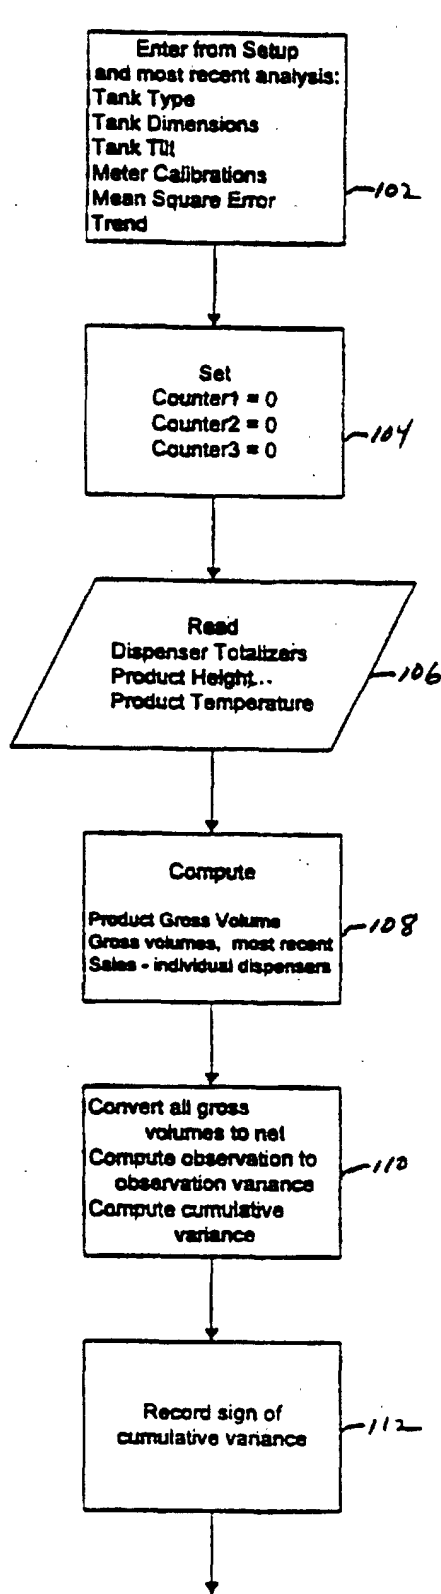 Enter from Setup
and most recent analysis:
Tank Type
Tank Dimensions
Tank Tilt
Meter Calibrations
Mean Square Error
Trend
102
Set
Counter1 = 0
Counter2 = 0
Counter3 = 0
104
Read
Dispenser Totalizers
Product Height..
Product Temperature
106
Compute
Product Gross Volume
Gross volumes, most recent
Sales - individual dispensers
108
Convert all gross
volumes to net
Compute observation to
observation variance
Compute cumulative
variance
110
Record sign of
cumulative variance
112